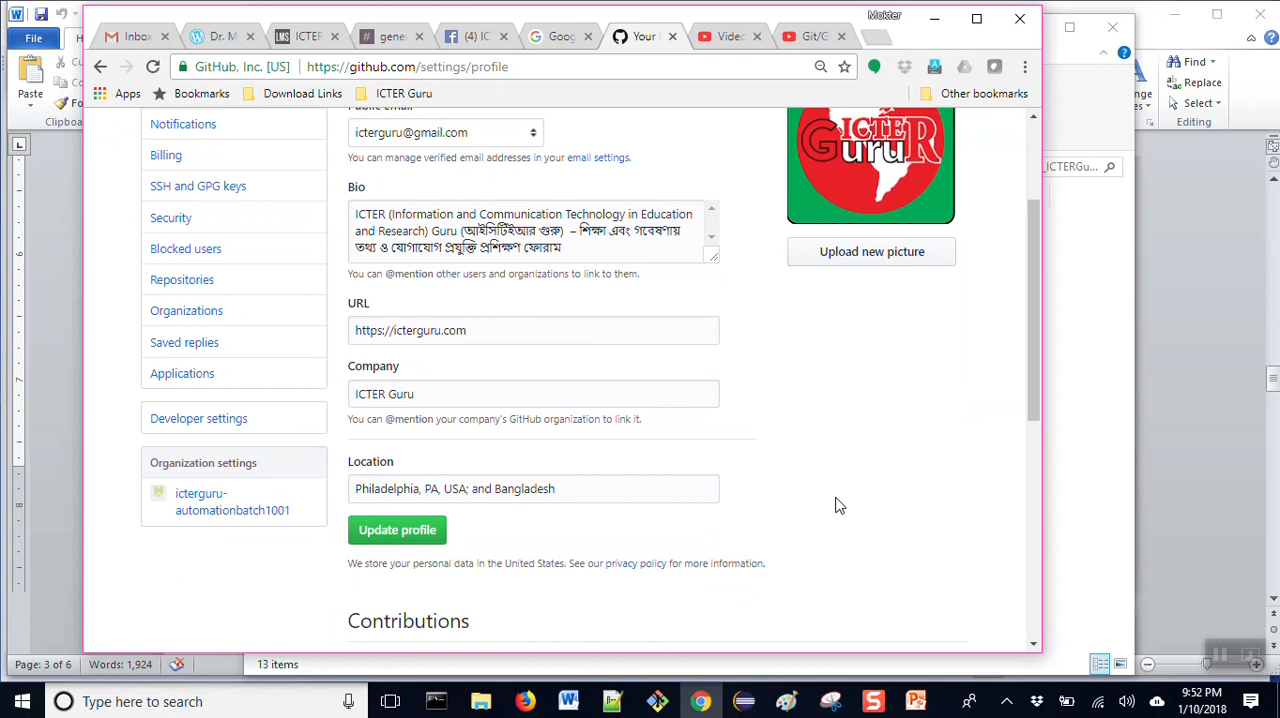 Mokter
File
Inbox
Dr. M
LMS ICTER
gene
(4) IC
Goog
Your
Video
Git/G
GitHub, Inc. [US] https://github.com/settings/profile
Apps Bookmarks Download Links ICTER Guru Other bookmarks
Paste
Clipboa
Find
Replace
Select
Editing
_ICTERGu...
Notifications
Billing
SSH and GPG keys
Security
Blocked users
Repositories
Organizations
Saved replies
Applications
Developer settings
Organization settings
icterguru-
automationbatch1001
Public email
icterguru@gmail.com
You can manage verified email addresses in your email settings.
Bio
ICTER (Information and Communication Technology in Education
and Research) Guru (আইসিটিইআর গুরু) – শিক্ষা এবং গবেষণায়
তথ্য ও যোগাযোগ প্রযুক্তি প্রশিক্ষণ ফোরাম
You can @mention other users and organizations to link to them.
URL
https://icterguru.com
Company
ICTER Guru
You can @mention your company's GitHub organization to link it.
Location
Philadelphia, PA, USA; and Bangladesh
Update profile
We store your personal data in the United States. See our privacy policy for more information.
Contributions
ICTER
Guru
Upload new picture
Page: 3 of 6 Words: 1,924
13 items
Type here to search
9:52 PM
1/10/2018